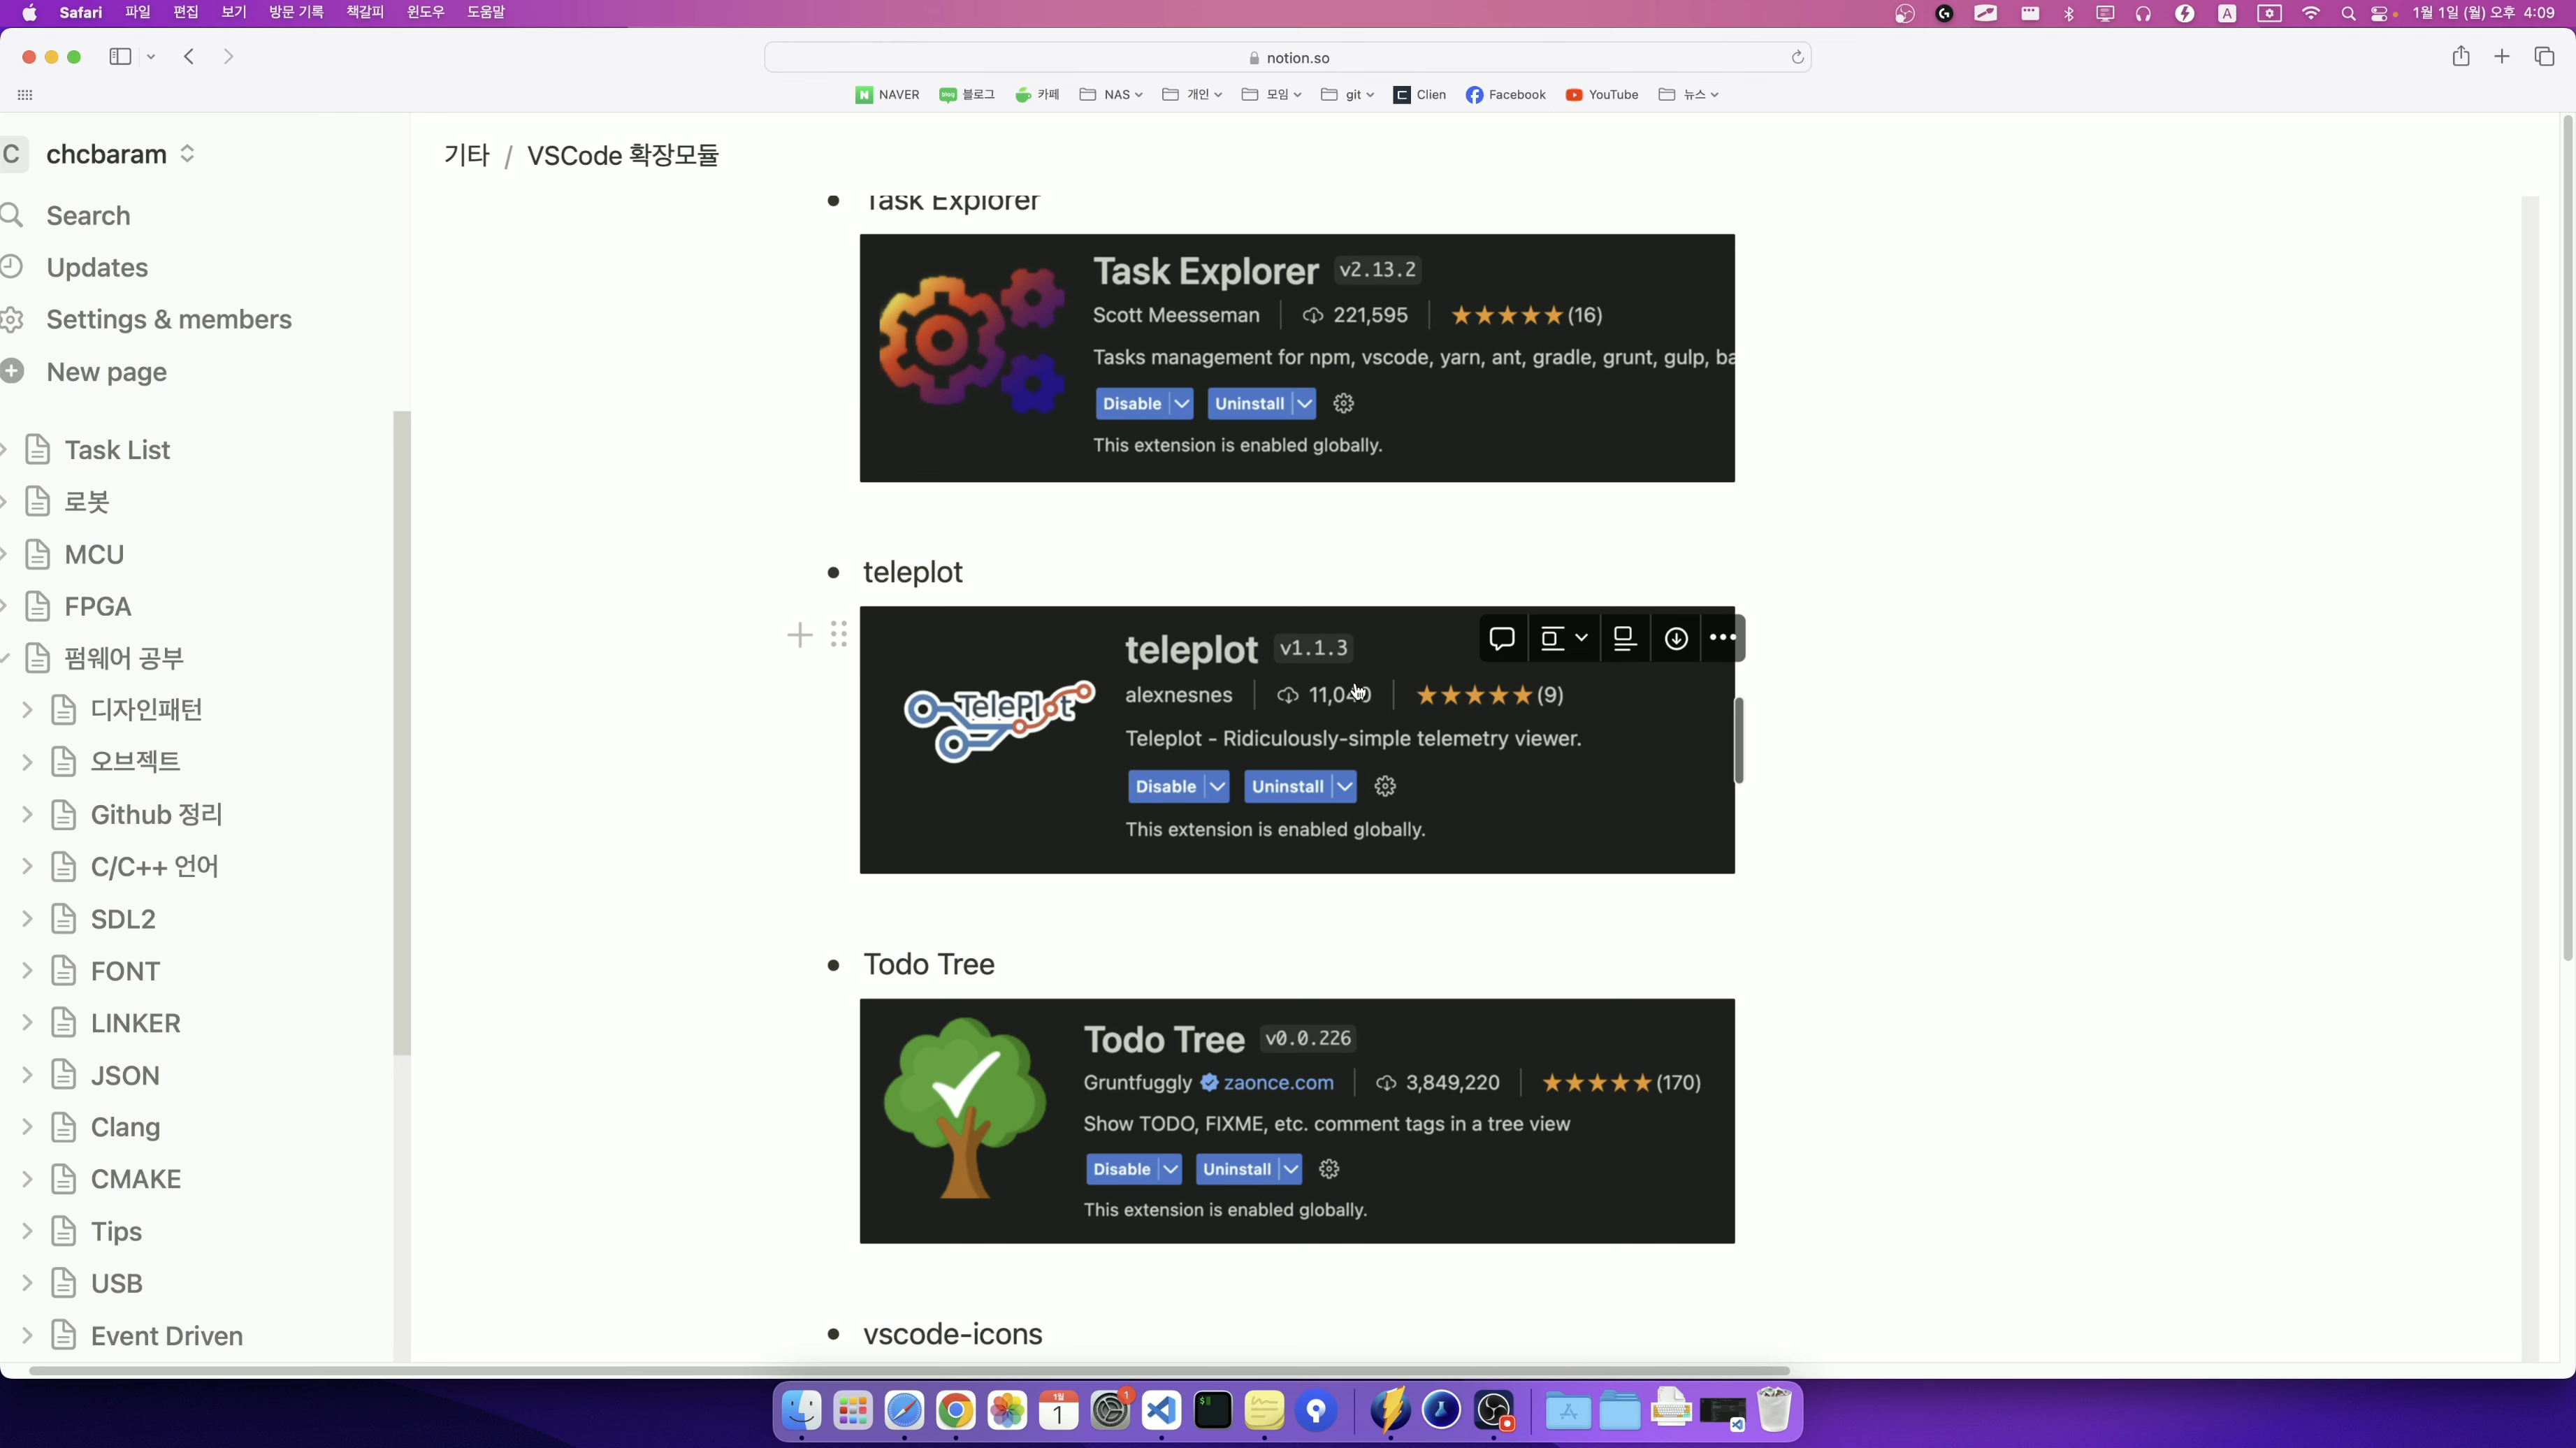 Safari 파일 편집 보기 방문 기록 책갈피 윈도우 도움말 A 1월 1일 (월) 오후 4:09
notion.so
NAVER 블로그 카페 NAS 개인 모임 git Clien Facebook YouTube 뉴스
C chcbaram
기타 / VSCode 확장모듈
Search
Updates
Settings & members
New page
Task List
로봇
MCU
FPGA
펌웨어 공부
디자인패턴
오브젝트
Github 정리
C/C++ 언어
SDL2
FONT
LINKER
JSON
Clang
CMAKE
Tips
USB
Event Driven
Task Explorer
Task Explorer v2.13.2
Scott Meesseman 221,595 (16)
Tasks management for npm, vscode, yarn, ant, gradle, grunt, gulp, ba
Disable Uninstall
This extension is enabled globally.
teleplot
teleplot v1.1.3
TelePlot
alexnesnes (9)
Teleplot - Ridiculously-simple telemetry viewer.
Disable Uninstall
This extension is enabled globally.
Todo Tree
Todo Tree v0.0.226
Gruntfuggly zaonce.com 3,849,220 (170)
Show TODO, FIXME, etc. comment tags in a tree view
Disable Uninstall
This extension is enabled globally.
vscode-icons
1월
1
1